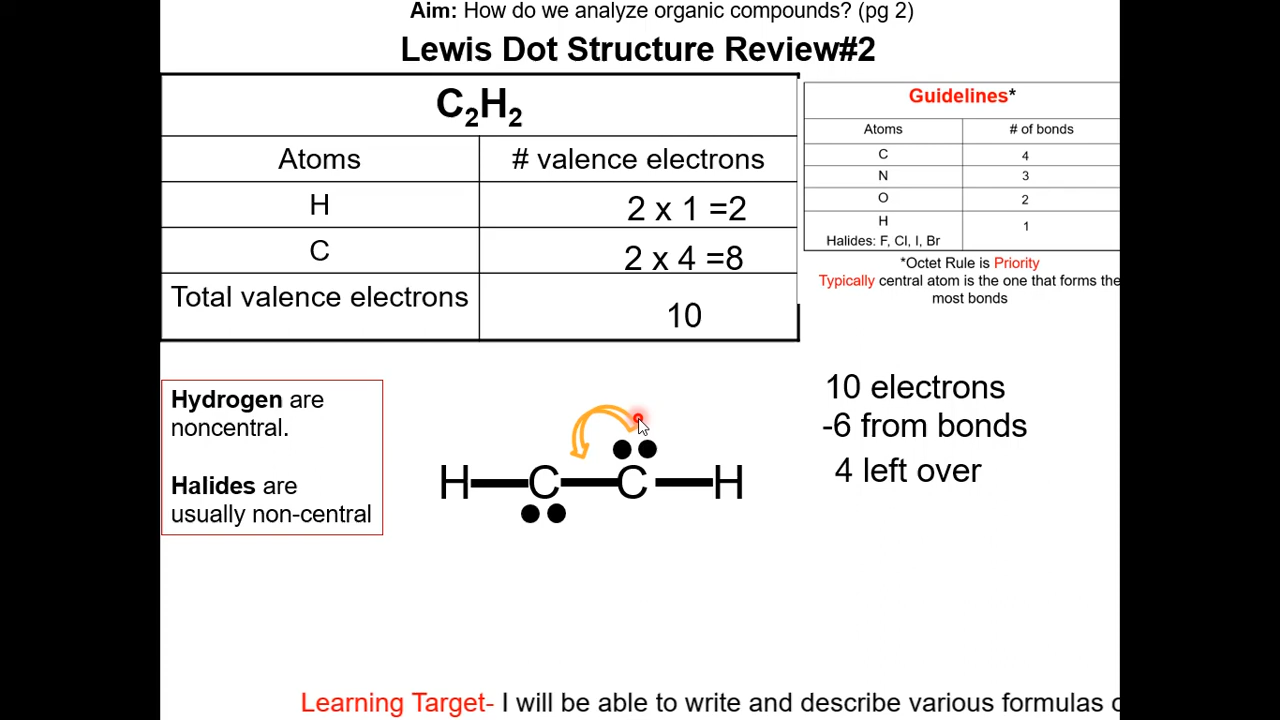 Aim: How do we analyze organic compounds? (pg 2)
Lewis Dot Structure Review#2
C₂H₂
Atoms # valence electrons
H 2 x 1 =2
C 2 x 4 =8
Total valence electrons 10
Guidelines*
Atoms # of bonds
C 4
N 3
O 2
H
Halides: F, Cl, I, Br 1
*Octet Rule is Priority
Typically central atom is the one that forms the
most bonds
Hydrogen are
noncentral.
Halides are
usually non-central
H C C H
10 electrons
-6 from bonds
4 left over
Learning Target- I will be able to write and describe various formulas